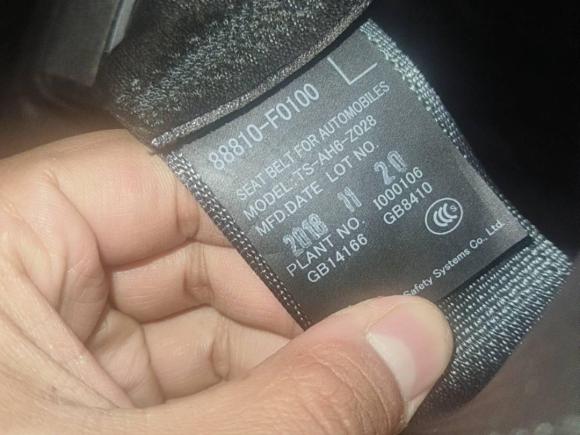 L
88810-F0100
SEAT BELT FOR AUTOMOBILES
MODEL:TS-AH6-Z028
MFD.DATE LOT NO.
2018 11 20
PLANT NO. I000106
GB14166 GB8410
CCC S
Safety Systems Co., Ltd.